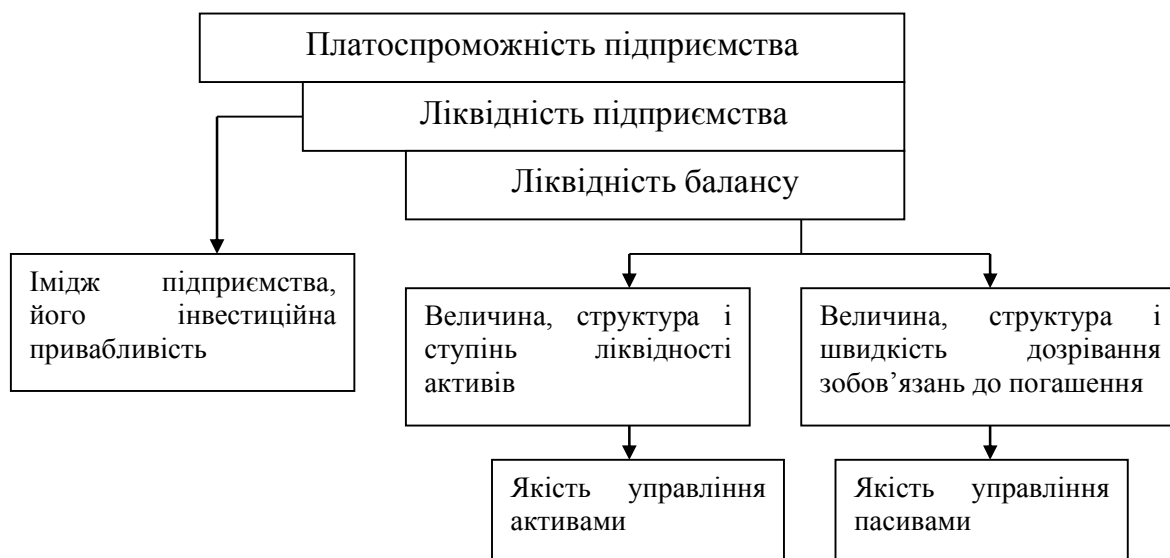 Платоспроможність підприємства
Ліквідність підприємства
Ліквідність балансу
Імідж підприємства,
його інвестиційна
привабливість
Величина, структура і
ступінь ліквідності
активів
Величина, структура і
швидкість дозрівання
зобов’язань до погашення
Якість управління
активами
Якість управління
пасивами